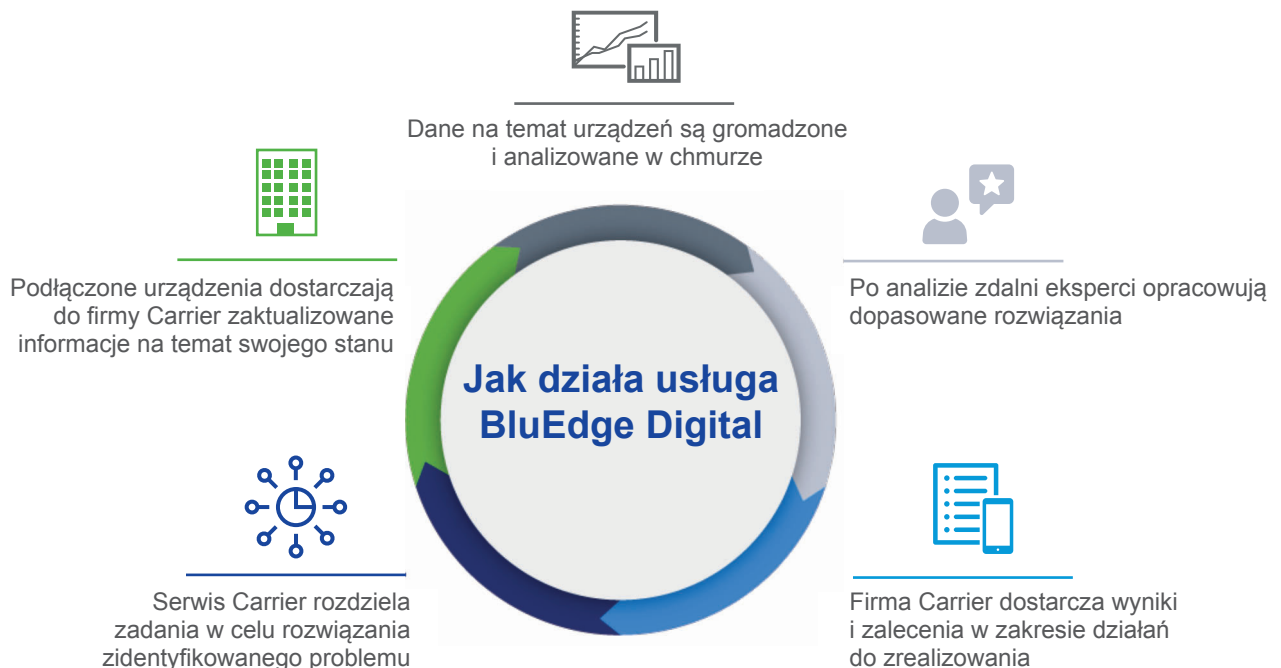 Dane na temat urządzeń są gromadzone
i analizowane w chmurze
Podłączone urządzenia dostarczają
do firmy Carrier zaktualizowane
informacje na temat swojego stanu
Po analizie zdalni eksperci opracowują
dopasowane rozwiązania
Jak działa usługa
BluEdge Digital
Serwis Carrier rozdziela
zadania w celu rozwiązania
zidentyfikowanego problemu
Firma Carrier dostarcza wyniki
i zalecenia w zakresie działań
do zrealizowania